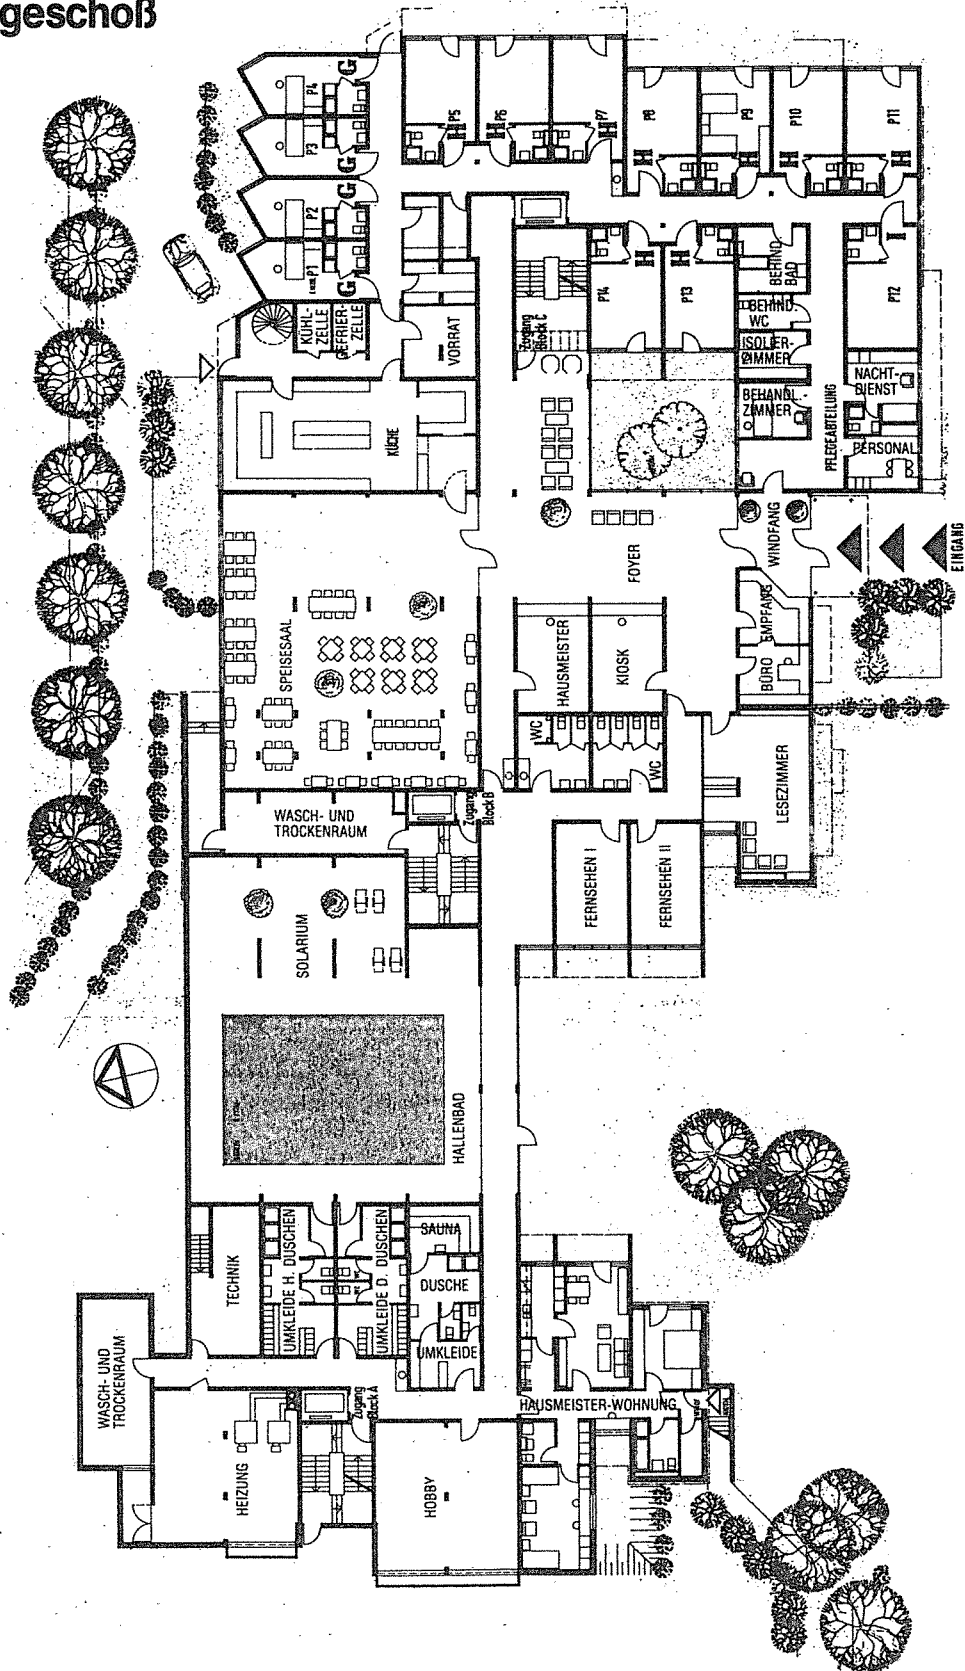 geschoß
P4
G
P3
G
P2
G
P1
G
P5
H
P6
H
P7
H
P8
H
P9
H
P10
H
P11
H
P14
H
P13
H
P12
I
BEHIND.
BAD
BEHIND.
WC
ISOLIER-
ZIMMER
BEHANDL.-
ZIMMER
NACHT-
DIENST
PFLEGEABTEILUNG
PERSONAL
KÜHL-
ZELLE
GEFRIER-
ZELLE
VORRAT
Zugang
Block C
KÜCHE
SPEISESAAL
FOYER
WINDFANG
EINGANG
EMPFANG
BÜRO
HAUSMEISTER
KIOSK
WC
WC
LESEZIMMER
WASCH- UND
TROCKENRAUM
Zugang
Block B
FERNSEHEN I
FERNSEHEN II
SOLARIUM
HALLENBAD
TECHNIK
UMKLEIDE H. DUSCHEN
UMKLEIDE D. DUSCHEN
SAUNA
DUSCHE
UMKLEIDE
WASCH- UND
TROCKENRAUM
HEIZUNG
Zugang
Block A
HOBBY
HAUSMEISTER-WOHNUNG